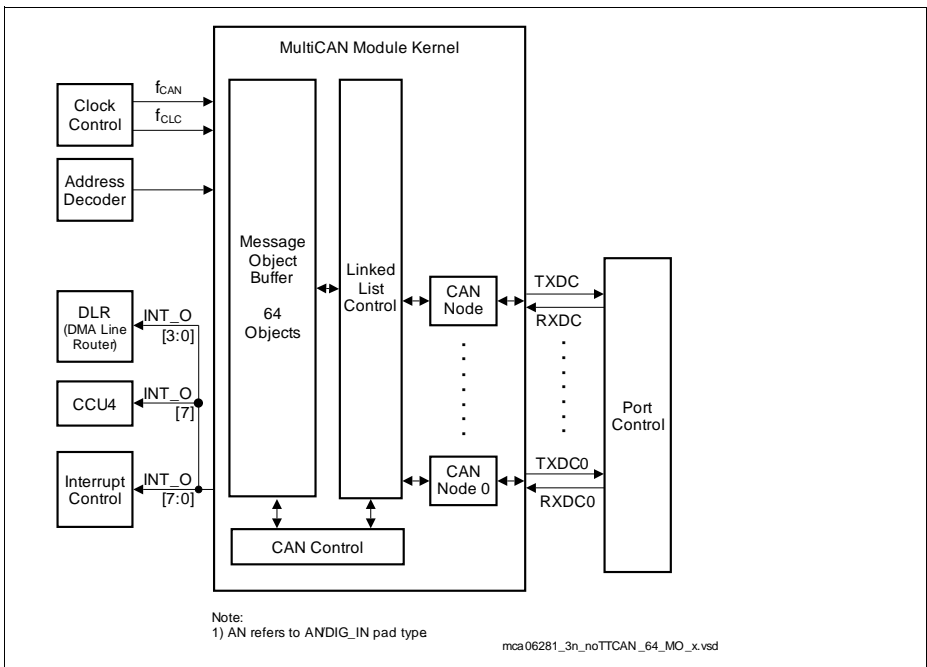 MultiCAN Module Kernel
Clock
Control
fCAN
fCLC
Address
Decoder
Message
Object
Buffer
64
Objects
Linked
List
Control
CAN
Node
TXDC
RXDC
DLR
(DMA Line
Router)
INT_O
[3:0]
CCU4
INT_O
[7]
Interrupt
Control
INT_O
[7:0]
CAN
Node 0
TXDC0
RXDC0
Port
Control
CAN Control
Note:
1) AN refers to AN/DIG_IN pad type
mca06281_3n_noTTCAN_64_MO_x.vsd